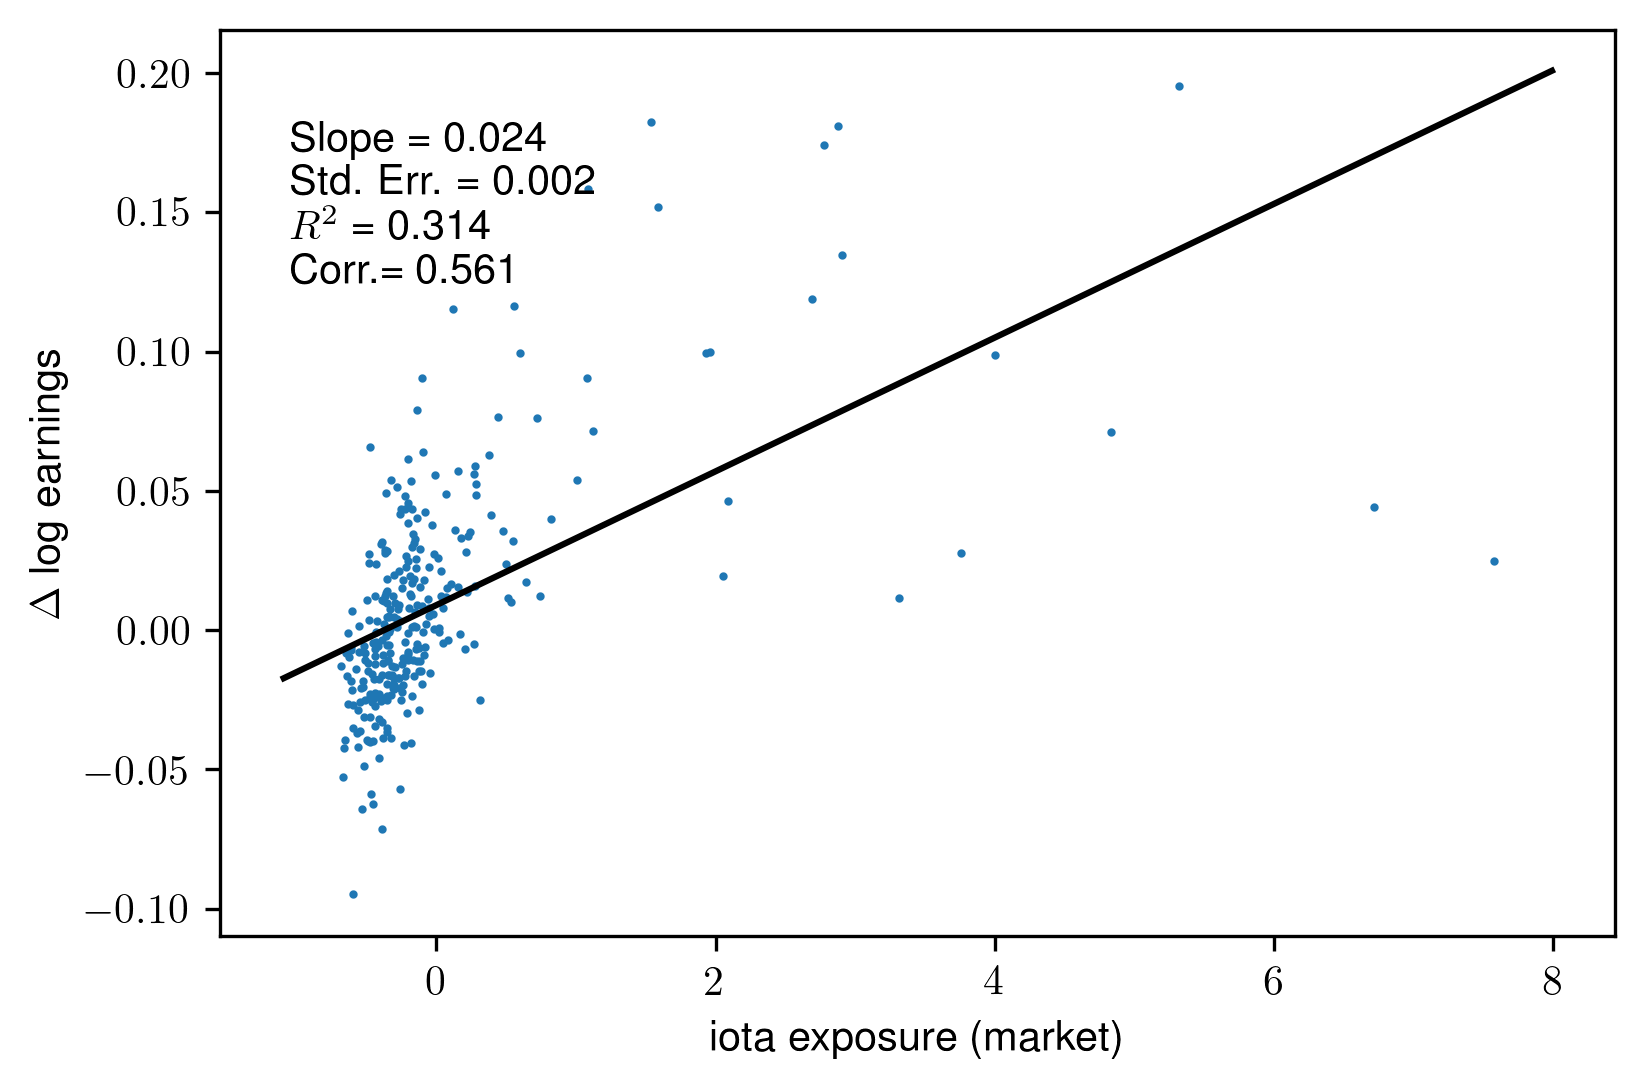 0.20
0.15
0.10
0.05
0.00
−0.05
−0.10
Δ log earnings
Slope = 0.024
Std. Err. = 0.002
R² = 0.314
Corr.= 0.561
0 2 4 6 8
iota exposure (market)